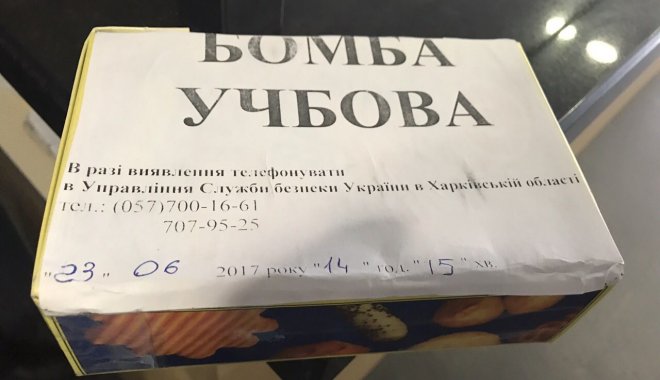 БОМБА
УЧБОВА
В разі виявлення телефонувати
в Управління Служби безпеки України в Харківській області
тел.: (057)700-16-61
707-95-25
"23" 06 2017 року "14" год. "15" хв.